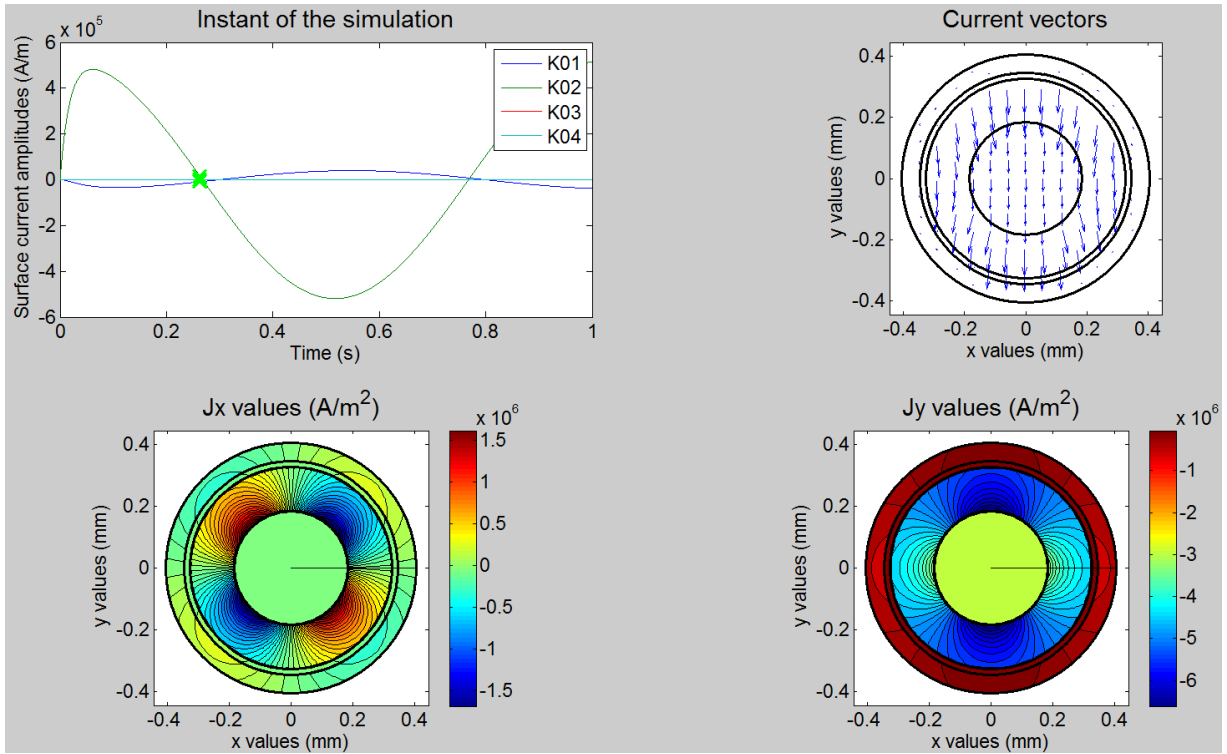 Instant of the simulation
x 10^5
Surface current amplitudes (A/m)
6
4
2
0
-2
-4
-6
0 0.2 0.4 0.6 0.8 1
Time (s)
K01
K02
K03
K04
Current vectors
y values (mm)
0.4
0.2
0
-0.2
-0.4
-0.4 -0.2 0 0.2 0.4
x values (mm)
Jx values (A/m^2)
y values (mm)
0.4
0.2
0
-0.2
-0.4
-0.4 -0.2 0 0.2 0.4
x values (mm)
x 10^6
1.5
1
0.5
0
-0.5
-1
-1.5
Jy values (A/m^2)
y values (mm)
0.4
0.2
0
-0.2
-0.4
-0.4 -0.2 0 0.2 0.4
x values (mm)
x 10^6
-1
-2
-3
-4
-5
-6